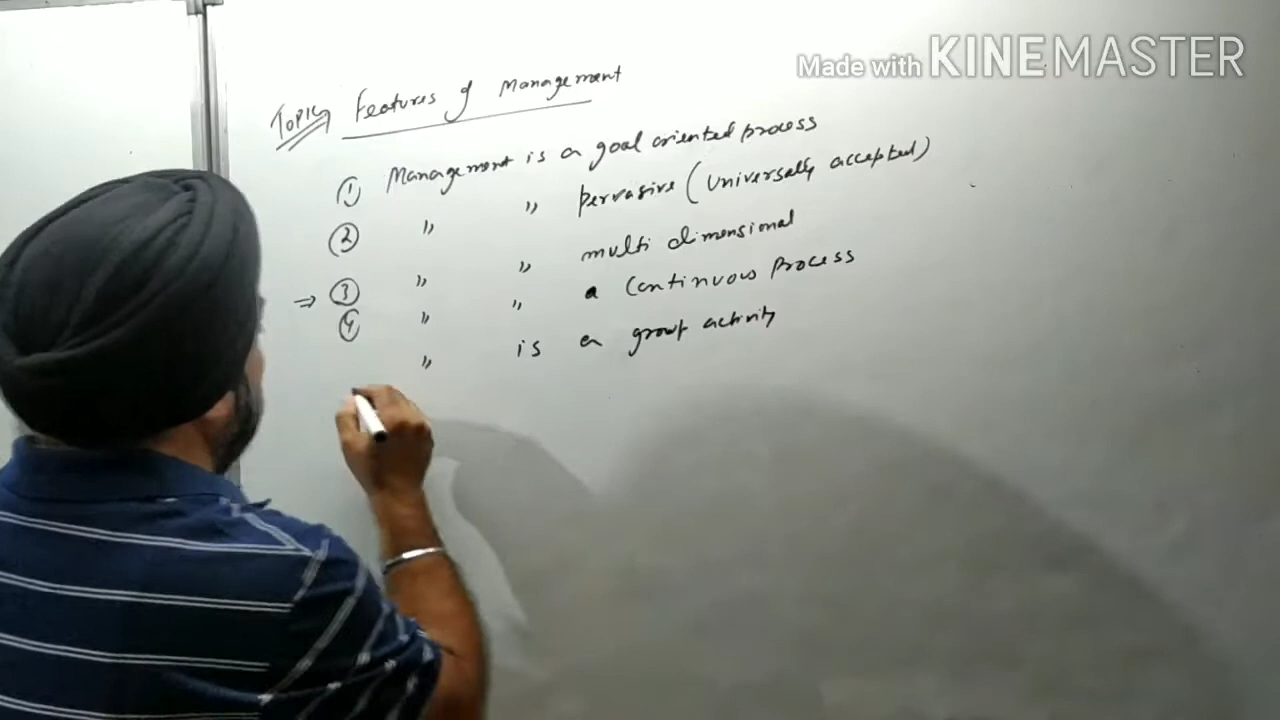 Made with KINEMASTER
Topic Features of Management
① Management is a goal oriented process
② " " Pervasive (Universally accepted)
⇒ ③ " " multi dimensional
④ " " a Continuous Process
" is a group activity